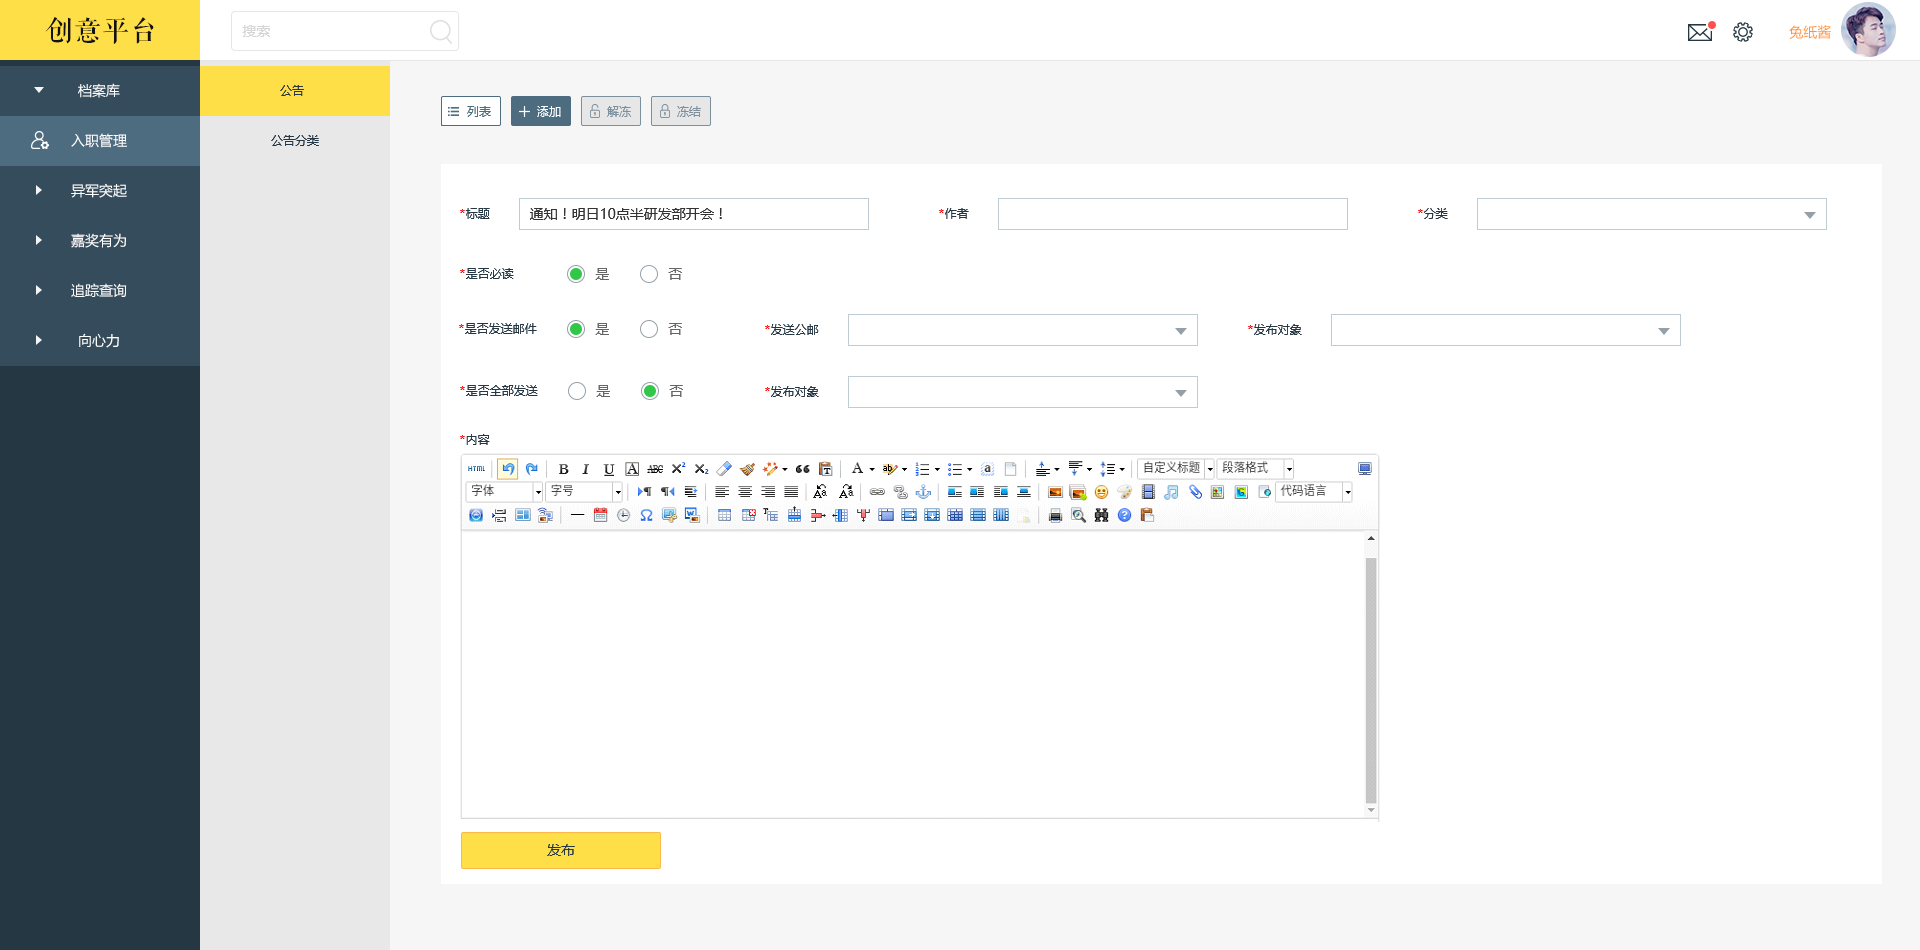 创意平台
搜索
兔纸酱
档案库
入职管理
异军突起
嘉奖有为
追踪查询
向心力
公告
公告分类
列表
添加
解冻
冻结
*标题
通知！明日10点半研发部开会！
*作者
*分类
*是否必读
是
否
*是否发送邮件
是
否
*发送公邮
*发布对象
*是否全部发送
是
否
*发布对象
*内容
HTML
B I U A ABC X² X₂
A ab a
自定义标题
段落格式
字体
字号
代码语言
发布